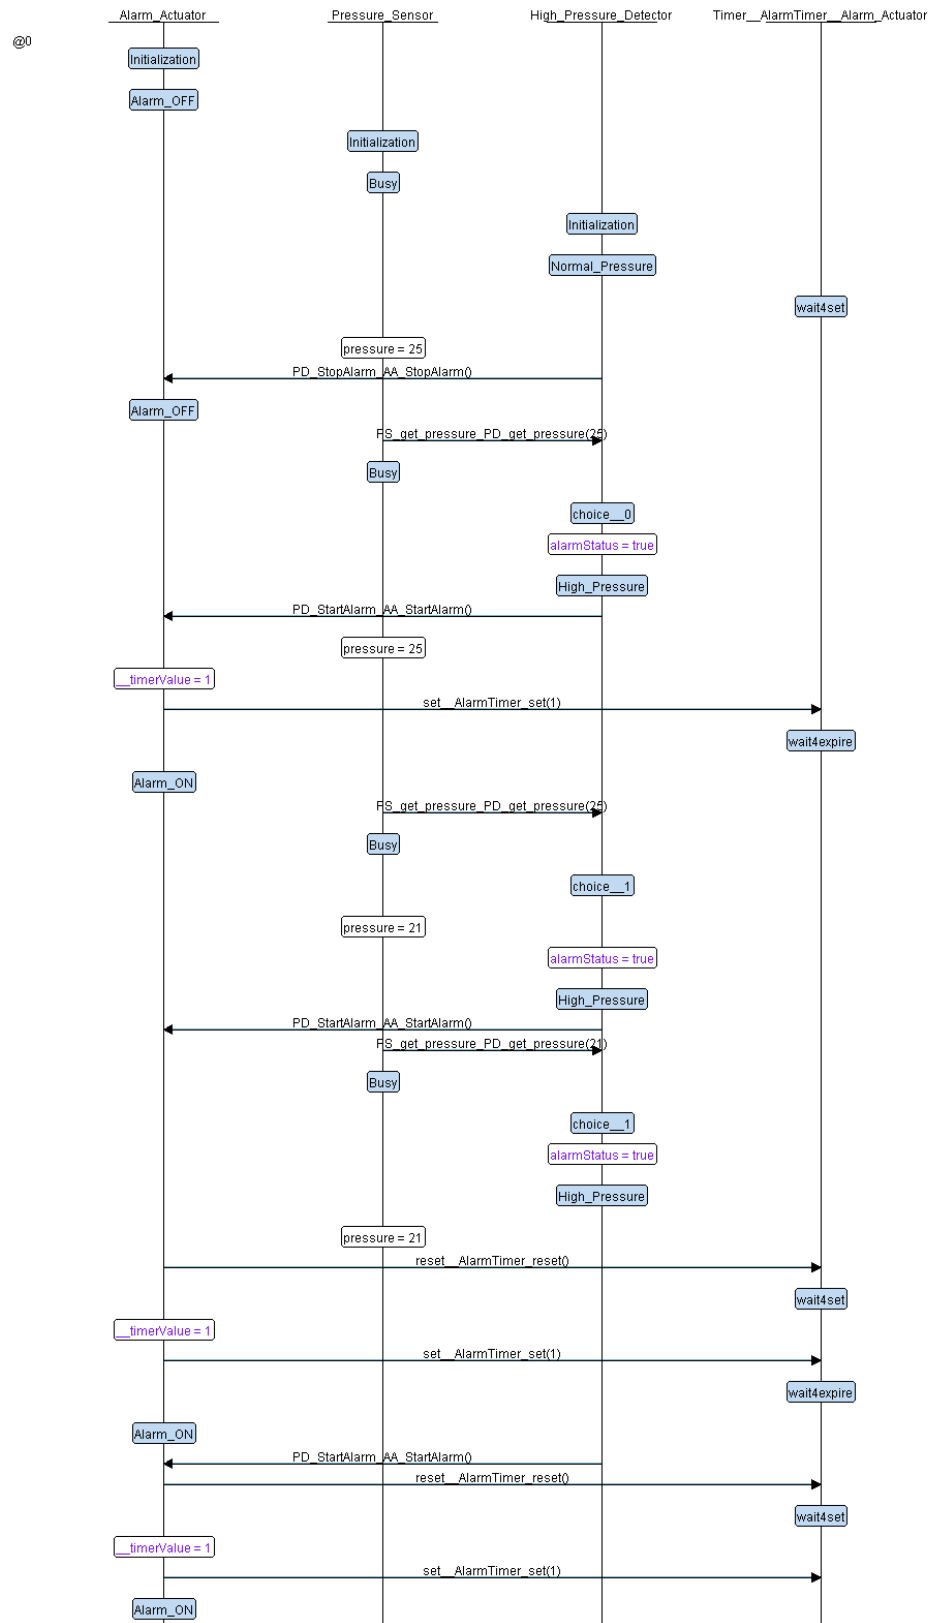 Alarm_Actuator Pressure_Sensor High_Pressure_Detector Timer__AlarmTimer__Alarm_Actuator
@0
Initialization
Alarm_OFF
Initialization
Busy
Initialization
Normal_Pressure
wait4set
pressure = 25
PD_StopAlarm_AA_StopAlarm()
Alarm_OFF
PS_get_pressure_PD_get_pressure(25)
Busy
choice__0
alarmStatus = true
High_Pressure
PD_StartAlarm_AA_StartAlarm()
pressure = 25
__timerValue = 1
set__AlarmTimer_set(1)
wait4expire
Alarm_ON
PS_get_pressure_PD_get_pressure(25)
Busy
choice__1
pressure = 21
alarmStatus = true
High_Pressure
PD_StartAlarm_AA_StartAlarm()
PS_get_pressure_PD_get_pressure(21)
Busy
choice__1
alarmStatus = true
High_Pressure
pressure = 21
reset__AlarmTimer_reset()
wait4set
__timerValue = 1
set__AlarmTimer_set(1)
wait4expire
Alarm_ON
PD_StartAlarm_AA_StartAlarm()
reset__AlarmTimer_reset()
wait4set
__timerValue = 1
set__AlarmTimer_set(1)
Alarm_ON